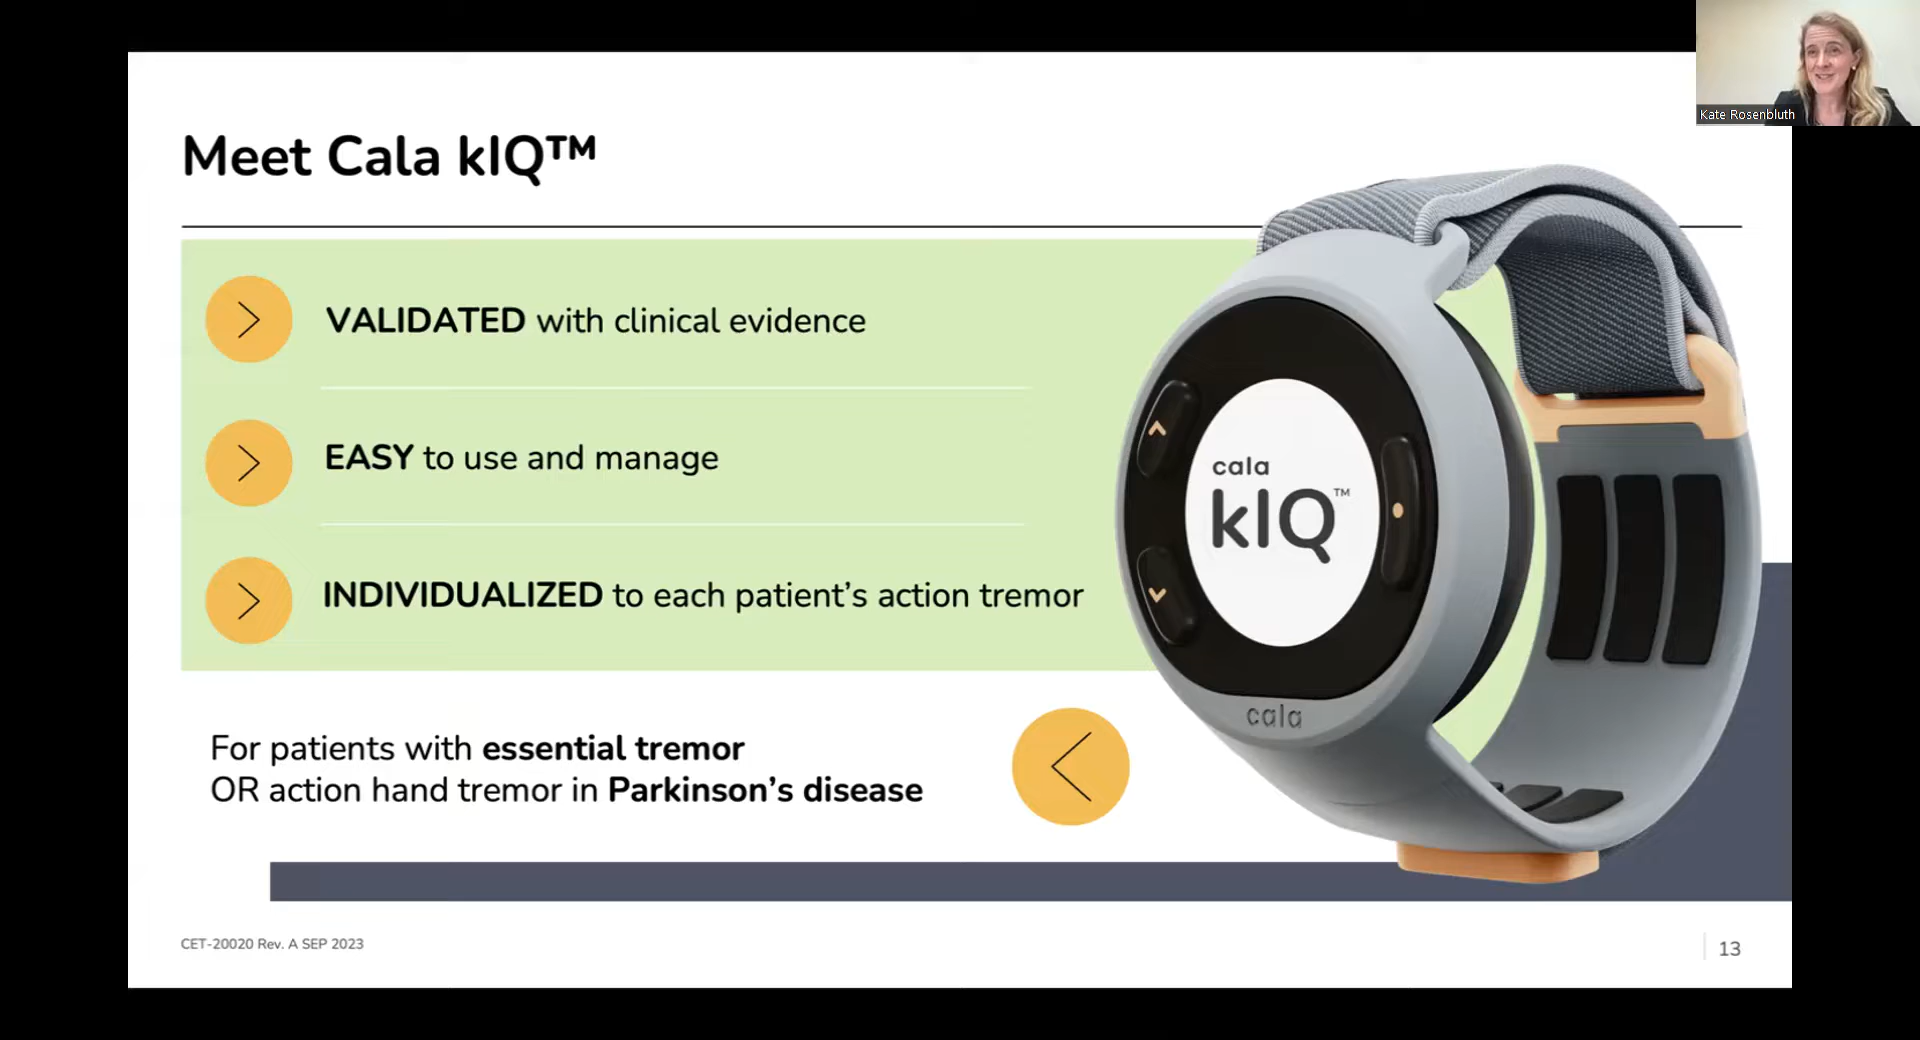 Kate Rosenbluth
Meet Cala kIQ™
VALIDATED with clinical evidence
EASY to use and manage
INDIVIDUALIZED to each patient’s action tremor
cala
kIQ™
cala
For patients with essential tremor
OR action hand tremor in Parkinson’s disease
CET-20020 Rev. A SEP 2023
13